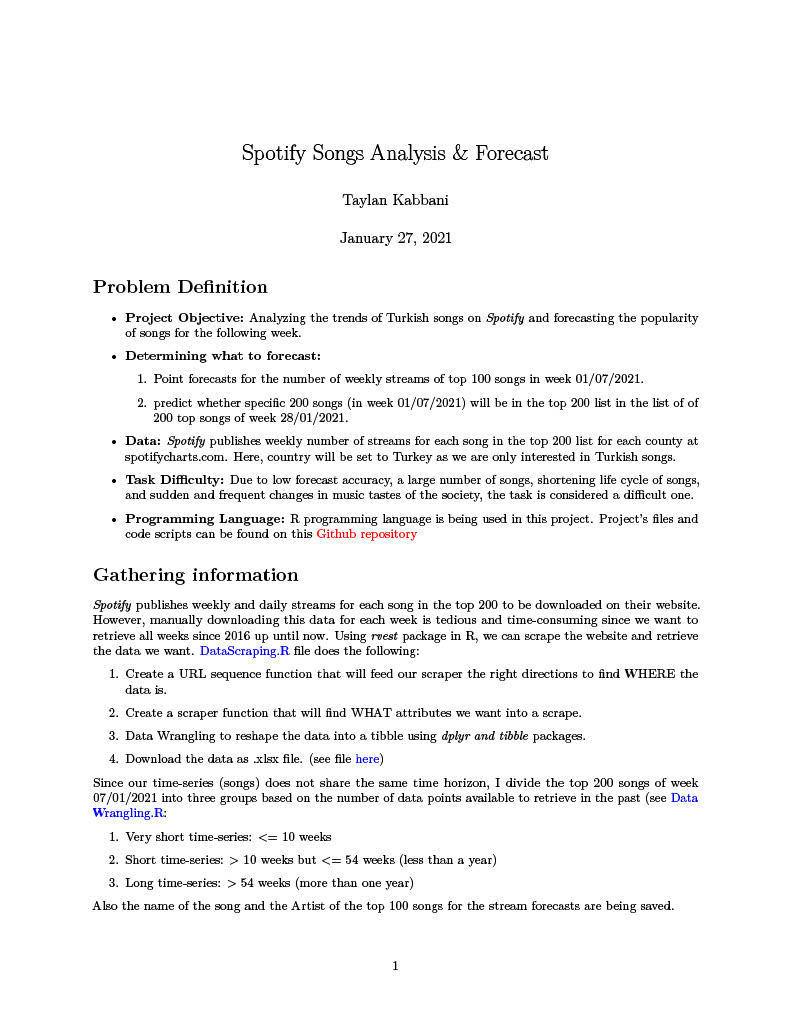 Spotify Songs Analysis & Forecast
Taylan Kabbani
January 27, 2021
Problem Definition
• Project Objective: Analyzing the trends of Turkish songs on Spotify and forecasting the popularity
of songs for the following week.
• Determining what to forecast:
1. Point forecasts for the number of weekly streams of top 100 songs in week 01/07/2021.
2. predict whether specific 200 songs (in week 01/07/2021) will be in the top 200 list in the list of of
200 top songs of week 28/01/2021.
• Data: Spotify publishes weekly number of streams for each song in the top 200 list for each county at
spotifycharts.com. Here, country will be set to Turkey as we are only interested in Turkish songs.
• Task Difficulty: Due to low forecast accuracy, a large number of songs, shortening life cycle of songs,
and sudden and frequent changes in music tastes of the society, the task is considered a difficult one.
• Programming Language: R programming language is being used in this project. Project's files and
code scripts can be found on this Github repository
Gathering information
Spotify publishes weekly and daily streams for each song in the top 200 to be downloaded on their website.
However, manually downloading this data for each week is tedious and time-consuming since we want to
retrieve all weeks since 2016 up until now. Using rvest package in R, we can scrape the website and retrieve
the data we want. DataScraping.R file does the following:
1. Create a URL sequence function that will feed our scraper the right directions to find WHERE the
data is.
2. Create a scraper function that will find WHAT attributes we want into a scrape.
3. Data Wrangling to reshape the data into a tibble using dplyr and tibble packages.
4. Download the data as .xlsx file. (see file here)
Since our time-series (songs) does not share the same time horizon, I divide the top 200 songs of week
07/01/2021 into three groups based on the number of data points available to retrieve in the past (see Data
Wrangling.R:
1. Very short time-series: <= 10 weeks
2. Short time-series: > 10 weeks but <= 54 weeks (less than a year)
3. Long time-series: > 54 weeks (more than one year)
Also the name of the song and the Artist of the top 100 songs for the stream forecasts are being saved.
1